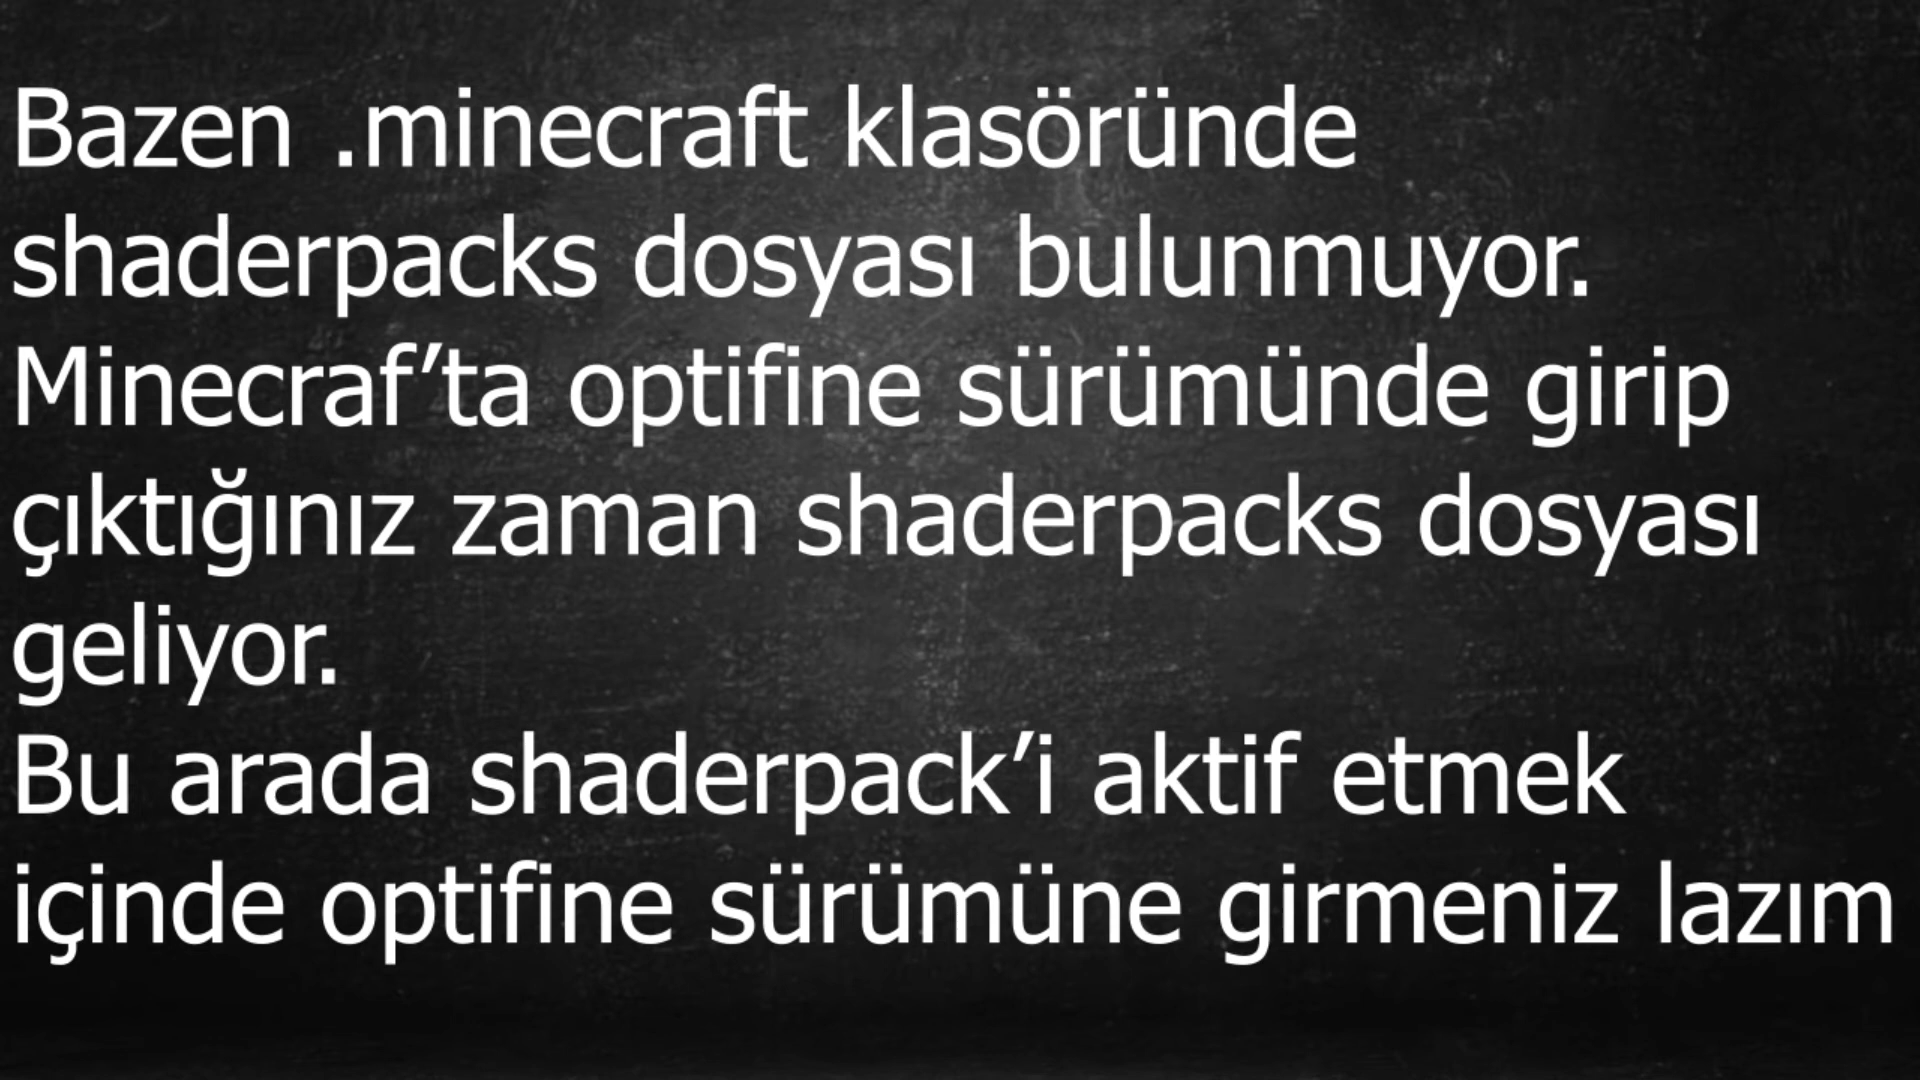 Bazen .minecraft klasöründe
shaderpacks dosyası bulunmuyor.
Minecraf’ta optifine sürümünde girip
çıktığınız zaman shaderpacks dosyası
geliyor.
Bu arada shaderpack’i aktif etmek
içinde optifine sürümüne girmeniz lazım